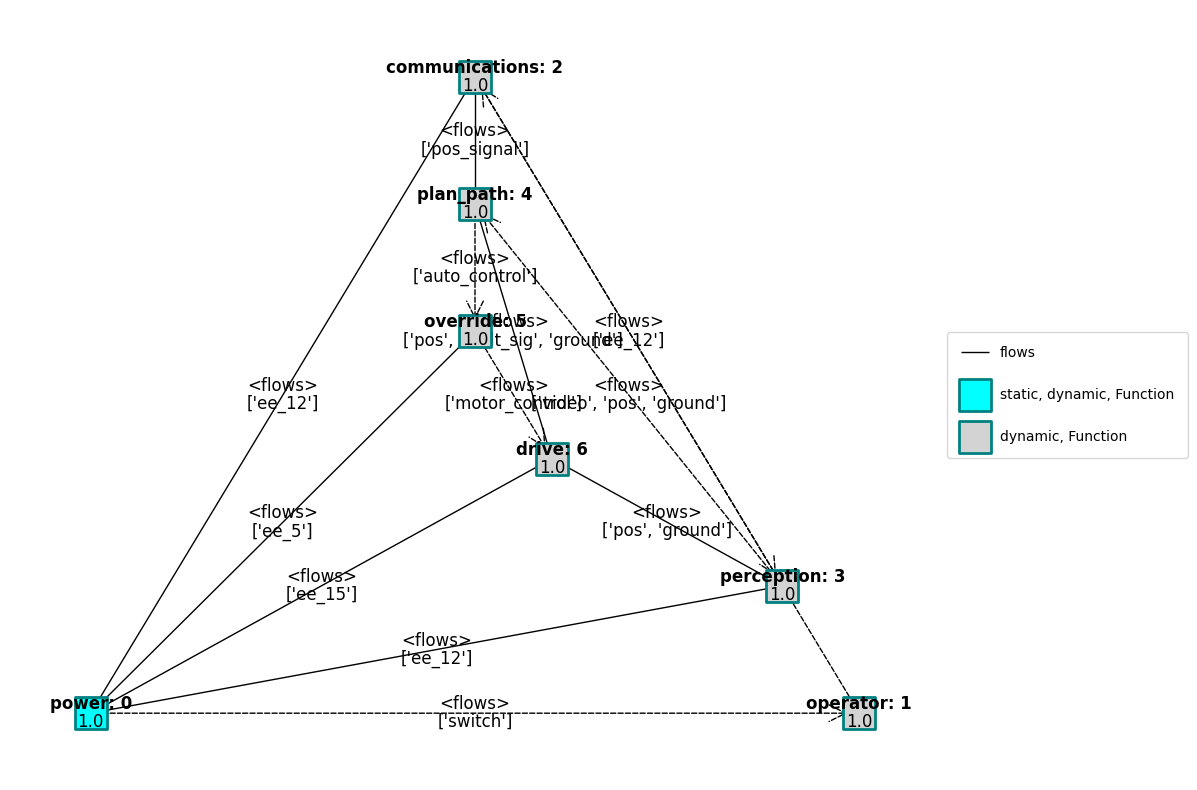 communications: 2
1.0
<flows>
['pos_signal']
plan_path: 4
1.0
<flows>
['auto_control']
override: 5
1.0
<flows>
['pos', t_sig', 'ground']
<flows>
['ee_12']
<flows>
['ee_12']
<flows>
['motor_control']
<flows>
['video', 'pos', 'ground']
drive: 6
1.0
<flows>
['ee_5']
<flows>
['pos', 'ground']
<flows>
['ee_15']
perception: 3
1.0
<flows>
['ee_12']
power: 0
1.0
<flows>
['switch']
operator: 1
1.0
flows
static, dynamic, Function
dynamic, Function